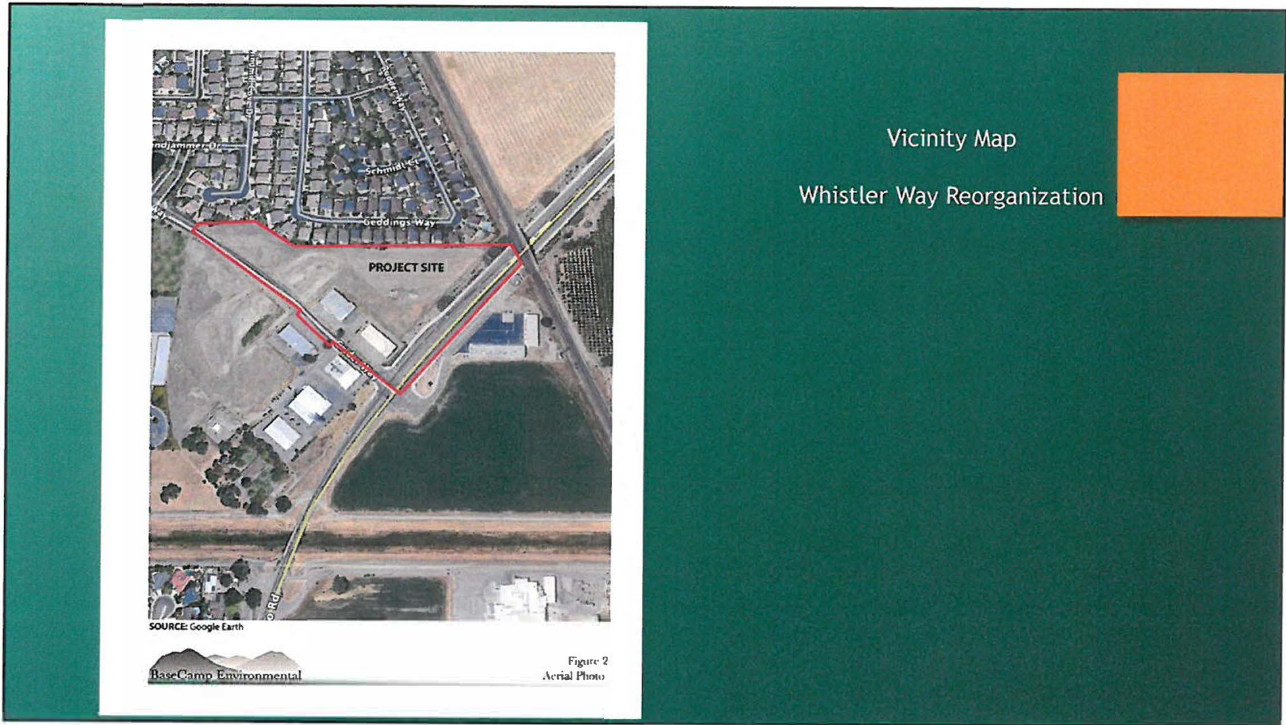 Vicinity Map
Whistler Way Reorganization
Schmidt Ct
Geddings Way
PROJECT SITE
SOURCE: Google Earth
BaseCamp Environmental
Figure 2
Aerial Photo